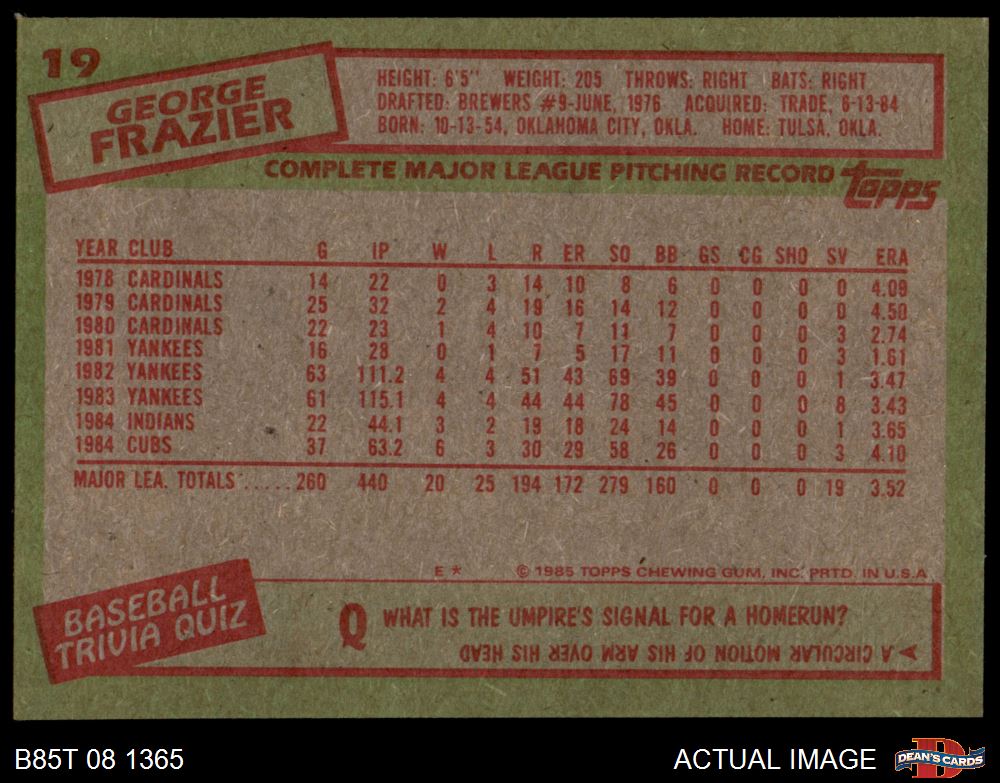 19
GEORGE
FRAZIER
HEIGHT: 6'5" WEIGHT: 205 THROWS: RIGHT BATS: RIGHT
DRAFTED: BREWERS #9-JUNE, 1976 ACQUIRED: TRADE, 6-13-84
BORN: 10-13-54, OKLAHOMA CITY, OKLA. HOME: TULSA, OKLA.
COMPLETE MAJOR LEAGUE PITCHING RECORD topps
YEAR CLUB G IP W L R ER SO BB GS CG SHO SV ERA
1978 CARDINALS 14 22 0 3 14 10 8 6 0 0 0 0 4.09
1979 CARDINALS 25 32 2 4 19 16 14 12 0 0 0 0 4.50
1980 CARDINALS 22 23 1 4 10 7 11 7 0 0 0 3 2.74
1981 YANKEES 16 28 0 1 7 5 17 11 0 0 0 3 1.61
1982 YANKEES 63 111.2 4 4 51 43 69 39 0 0 0 1 3.47
1983 YANKEES 61 115.1 4 4 44 44 78 45 0 0 0 8 3.43
1984 INDIANS 22 44.1 3 2 19 18 24 14 0 0 0 1 3.65
1984 CUBS 37 63.2 6 3 30 29 58 26 0 0 0 3 4.10
MAJOR LEA. TOTALS ..... 260 440 20 25 194 172 279 160 0 0 0 19 3.52
E * © 1985 TOPPS CHEWING GUM, INC. PRTD. IN U.S.A.
BASEBALL
TRIVIA QUIZ
Q WHAT IS THE UMPIRE'S SIGNAL FOR A HOMERUN?
A A CIRCULAR MOTION OF HIS ARM OVER HIS HEAD
B85T 08 1365
ACTUAL IMAGE
D
DEAN'S CARDS